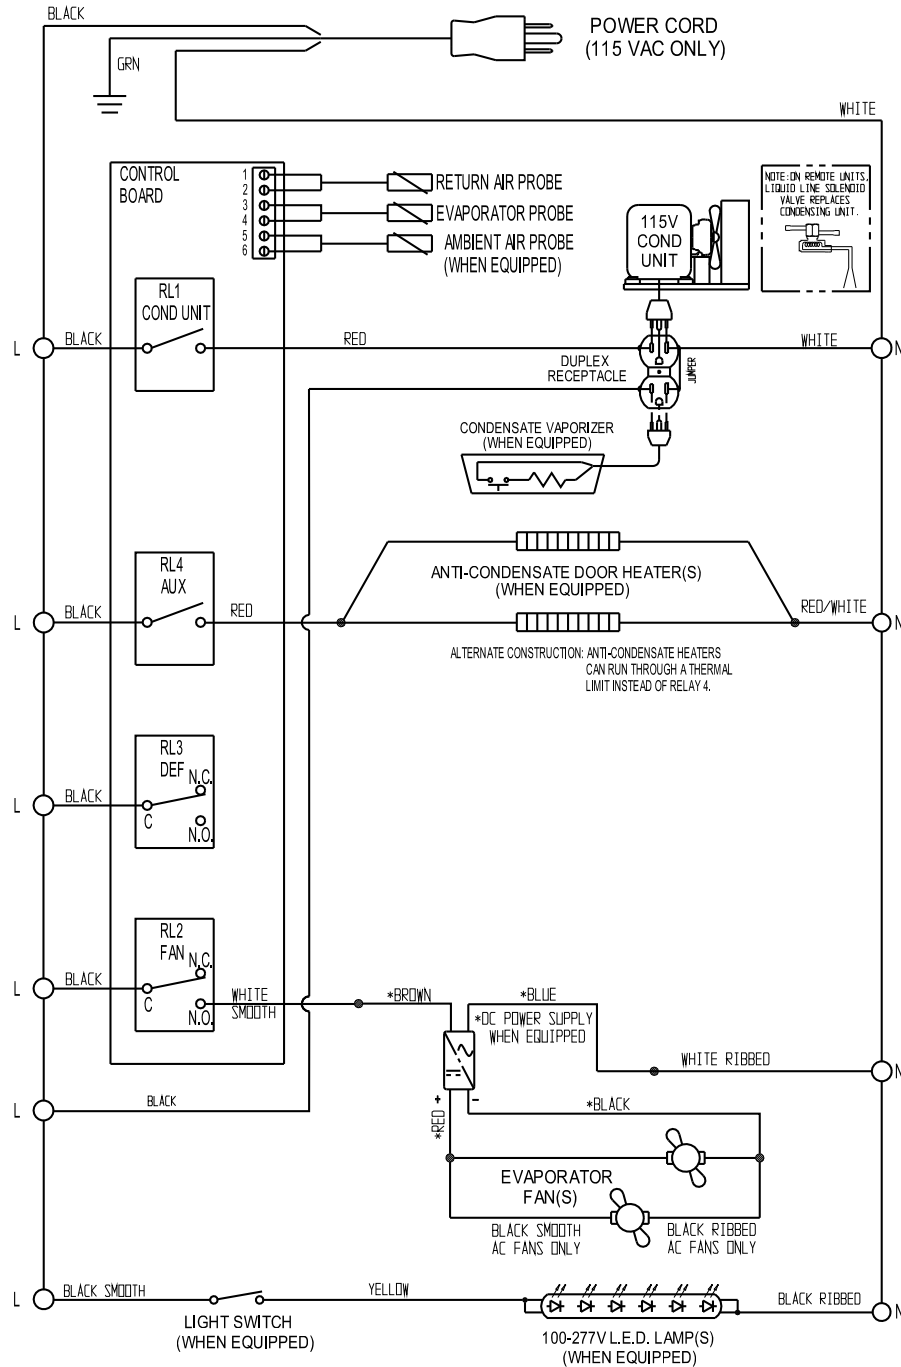 BLACK
POWER CORD
(115 VAC ONLY)
GRN
WHITE
CONTROL
BOARD
1
2
3
4
5
6
RETURN AIR PROBE
EVAPORATOR PROBE
AMBIENT AIR PROBE
(WHEN EQUIPPED)
115V
COND
UNIT
NOTE:ON REMOTE UNITS,
LIQUID LINE SOLENOID
VALVE REPLACES
CONDENSING UNIT.
RL1
COND UNIT
L
BLACK
RED
WHITE
N
DUPLEX
RECEPTACLE
JUMPER
CONDENSATE VAPORIZER
(WHEN EQUIPPED)
RL4
AUX
L
BLACK
RED
ANTI-CONDENSATE DOOR HEATER(S)
(WHEN EQUIPPED)
RED/WHITE
N
ALTERNATE CONSTRUCTION: ANTI-CONDENSATE HEATERS
CAN RUN THROUGH A THERMAL
LIMIT INSTEAD OF RELAY 4.
RL3
DEF
N.C.
L
BLACK
C
N.O.
RL2
FAN
N.C.
L
BLACK
C
N.O.
WHITE
SMOOTH
*BROWN
*BLUE
*DC POWER SUPPLY
WHEN EQUIPPED
WHITE RIBBED
N
L
BLACK
+
-
*RED
*BLACK
EVAPORATOR
FAN(S)
BLACK SMOOTH
AC FANS ONLY
BLACK RIBBED
AC FANS ONLY
L
BLACK SMOOTH
YELLOW
BLACK RIBBED
N
LIGHT SWITCH
(WHEN EQUIPPED)
100-277V L.E.D. LAMP(S)
(WHEN EQUIPPED)